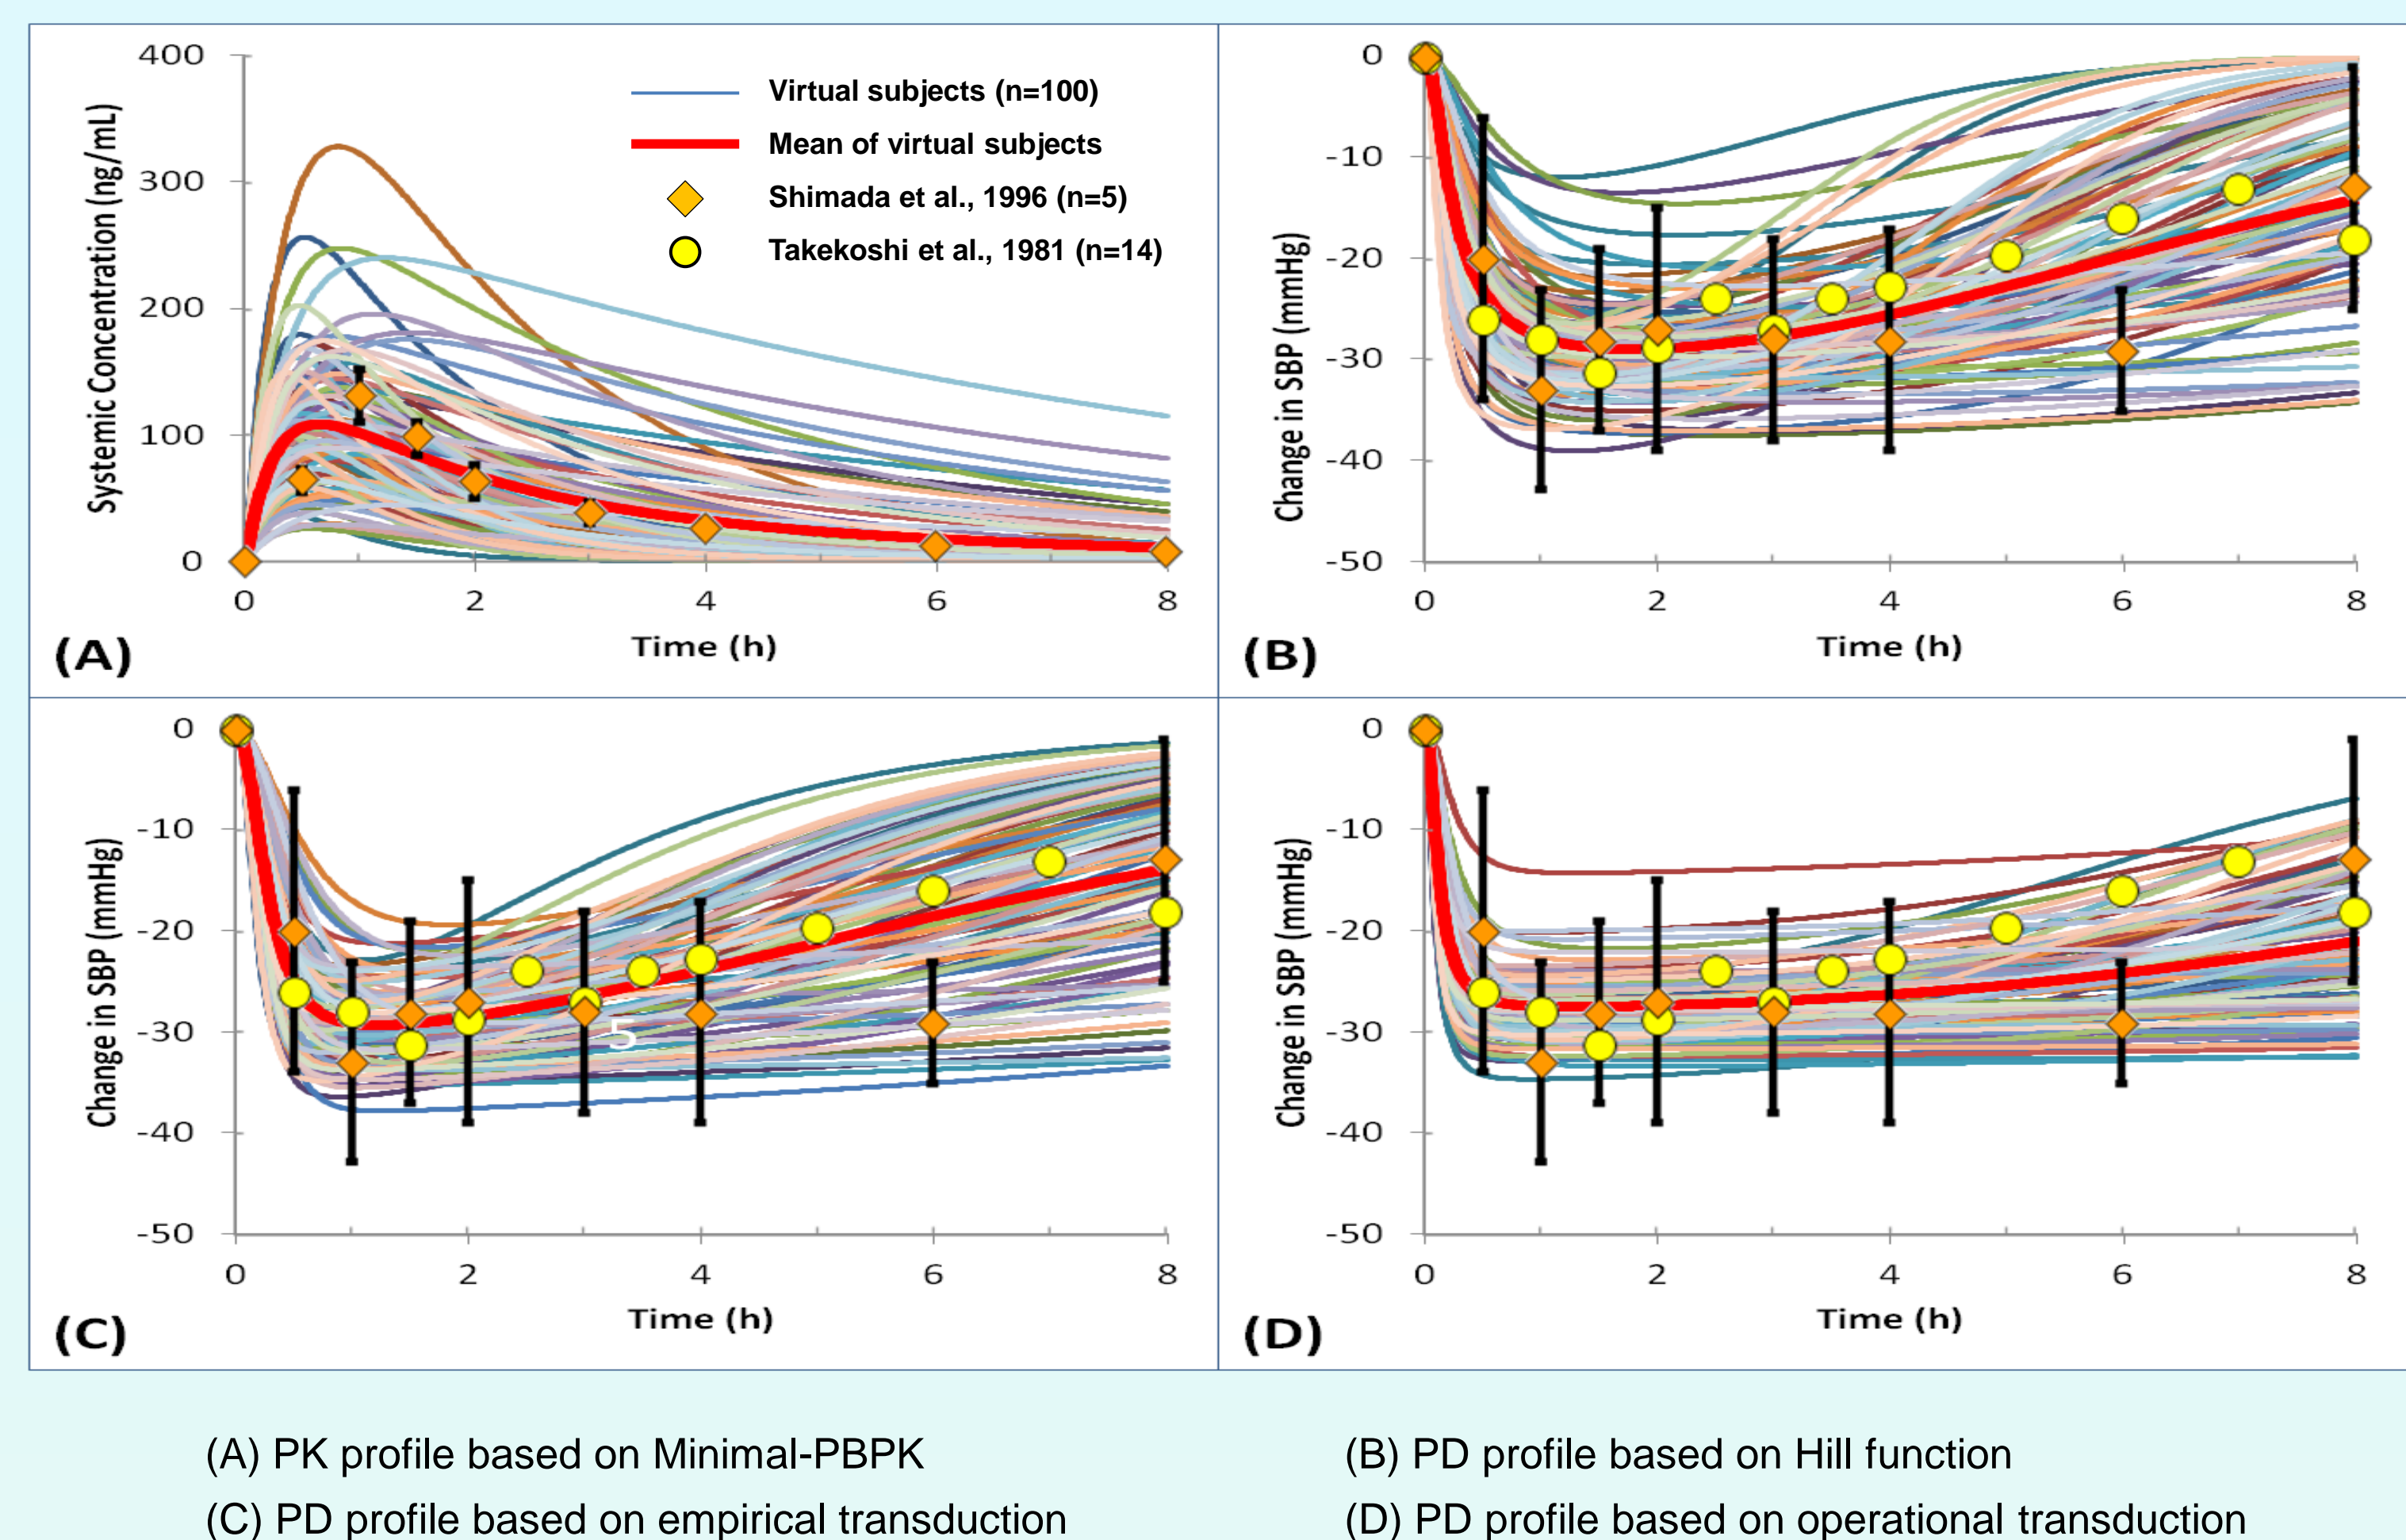 400
300
200
100
0
0
2
4
6
8
Systemic Concentration (ng/mL)
Time (h)
(A)
Virtual subjects (n=100)
Mean of virtual subjects
Shimada et al., 1996 (n=5)
Takekoshi et al., 1981 (n=14)
0
-10
-20
-30
-40
-50
0
2
4
6
8
Change in SBP (mmHg)
Time (h)
(B)
0
-10
-20
-30
-40
-50
0
2
4
6
8
Change in SBP (mmHg)
5
Time (h)
(C)
0
-10
-20
-30
-40
-50
0
2
4
6
8
Change in SBP (mmHg)
Time (h)
(D)
(A) PK profile based on Minimal-PBPK
(B) PD profile based on Hill function
(C) PD profile based on empirical transduction
(D) PD profile based on operational transduction